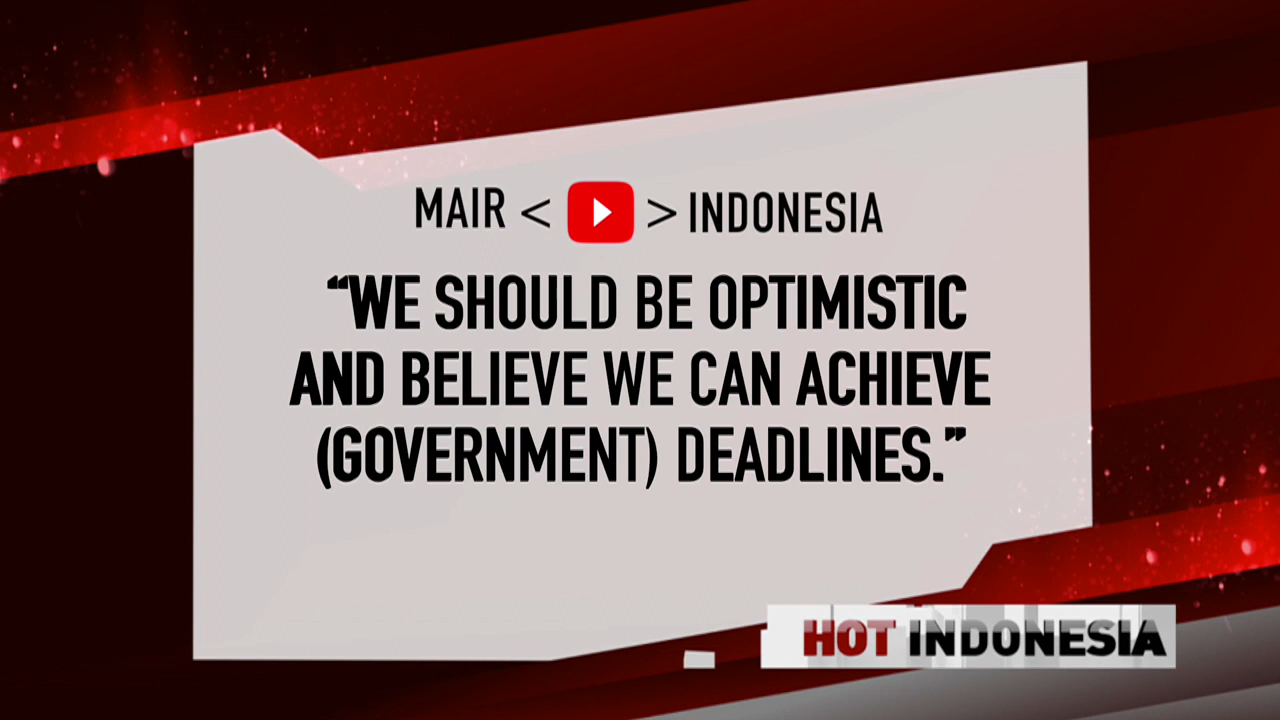 MAIR < > INDONESIA
“WE SHOULD BE OPTIMISTIC
AND BELIEVE WE CAN ACHIEVE
(GOVERNMENT) DEADLINES.”
HOT INDONESIA